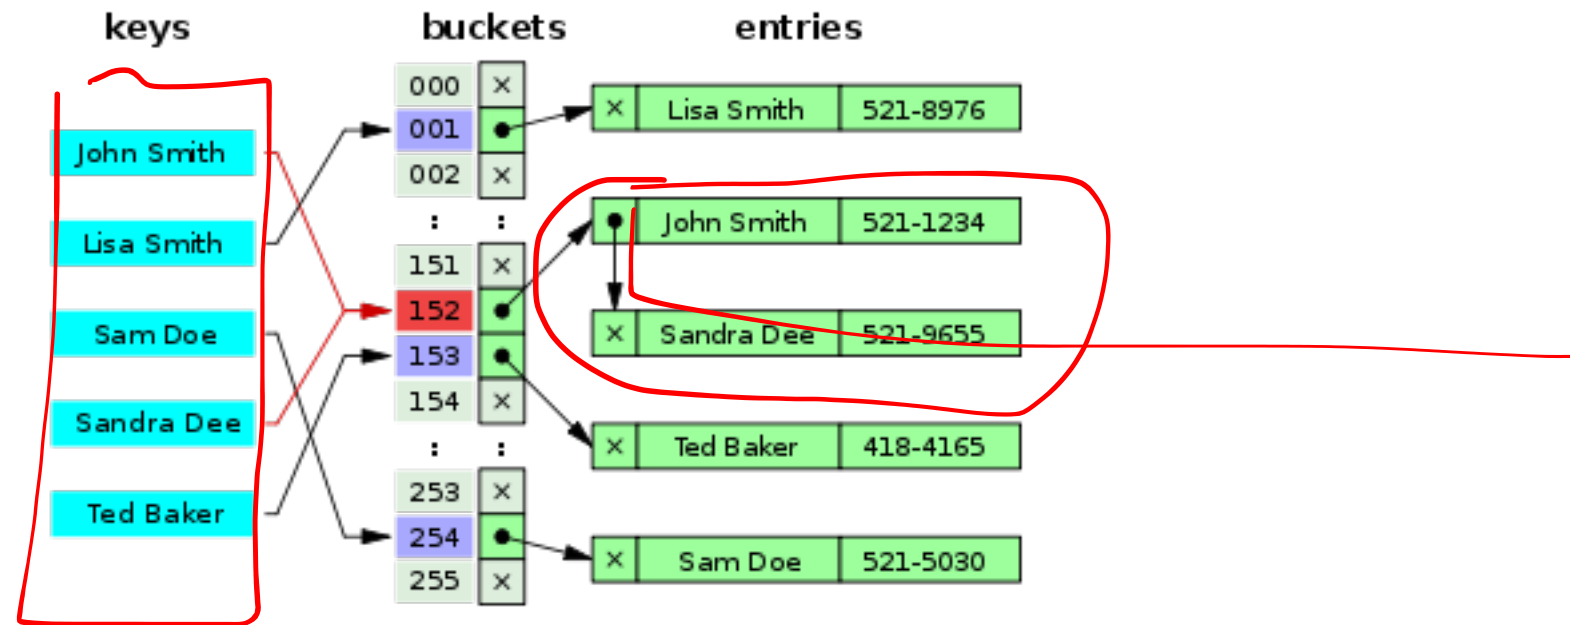 keys buckets entries
John Smith
Lisa Smith
Sam Doe
Sandra Dee
Ted Baker
000 ×
001
002 ×
: :
151 ×
152
153
154 ×
: :
253 ×
254
255 ×
× Lisa Smith 521-8976
John Smith 521-1234
× Sandra Dee 521-9655
× Ted Baker 418-4165
× Sam Doe 521-5030